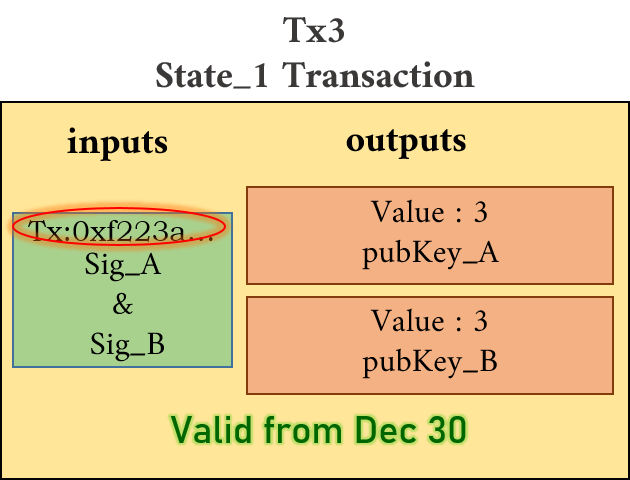 Tx3
State_1 Transaction
inputs
outputs
Tx:0xf223a...
Sig_A
&
Sig_B
Value : 3
pubKey_A
Value : 3
pubKey_B
Valid from Dec 30